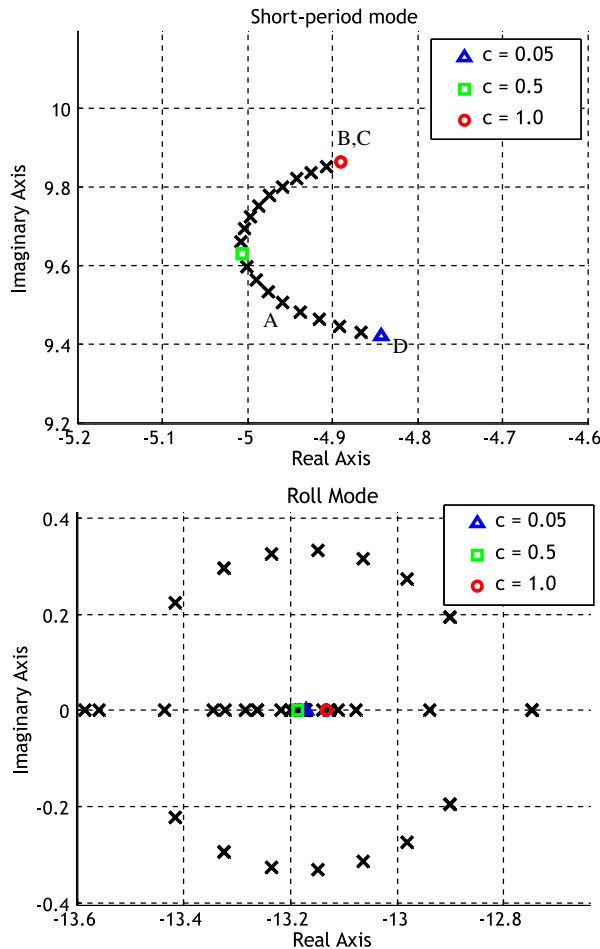 Short-period mode
c = 0.05
c = 0.5
c = 1.0
Imaginary Axis
10
9.8
9.6
9.4
9.2
B,C
A
D
-5.2
-5.1
-5
-4.9
-4.8
-4.7
-4.6
Real Axis
Roll Mode
c = 0.05
c = 0.5
c = 1.0
Imaginary Axis
0.4
0.2
0
-0.2
-0.4
-13.6
-13.4
-13.2
-13
-12.8
Real Axis